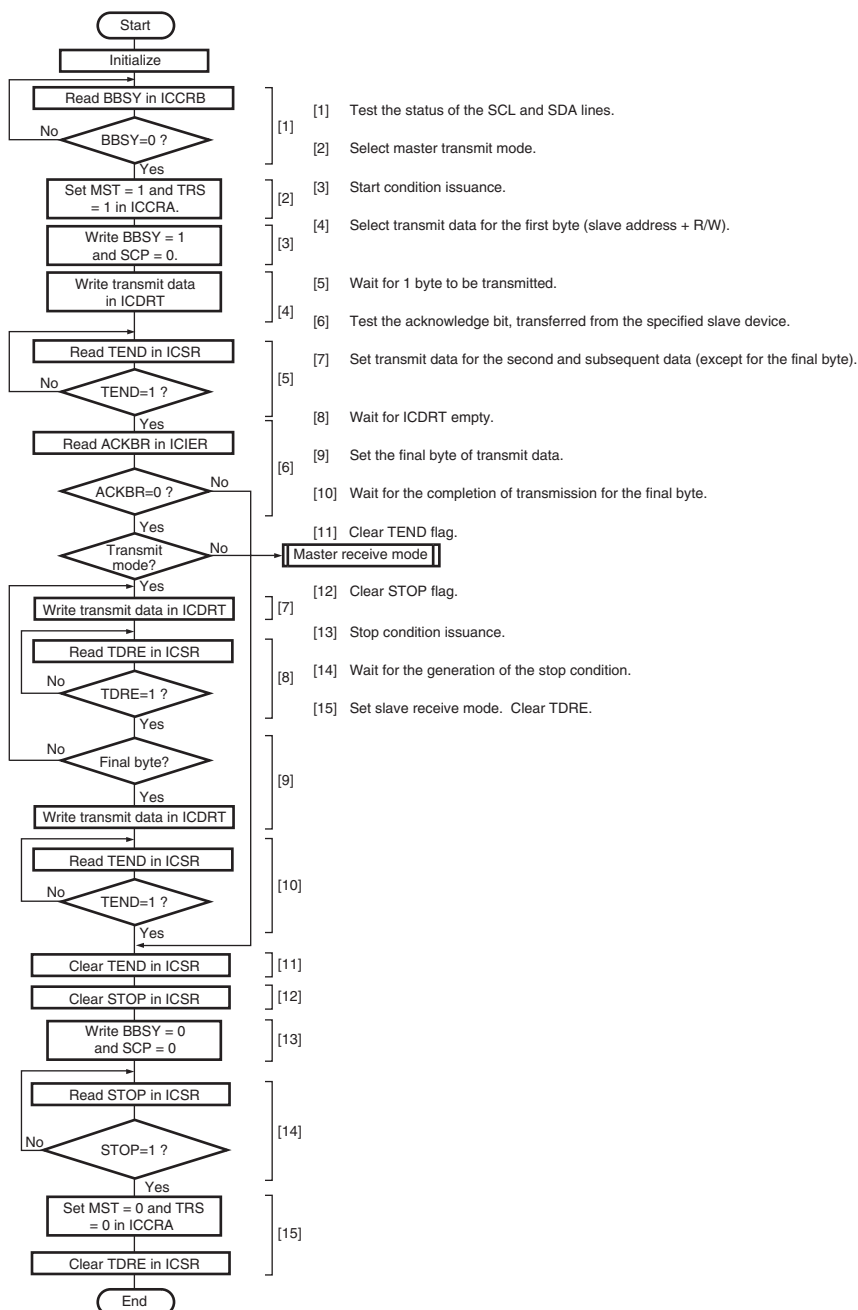 Start
Initialize
Read BBSY in ICCRB
No
BBSY=0 ?
[1]
Yes
Set MST = 1 and TRS
= 1 in ICCRA.
[2]
Write BBSY = 1
and SCP = 0.
[3]
Write transmit data
in ICDRT
[4]
Read TEND in ICSR
No
TEND=1 ?
[5]
Yes
Read ACKBR in ICIER
[6]
ACKBR=0 ?
No
Yes
Transmit
mode?
No
Master receive mode
Yes
Write transmit data in ICDRT
[7]
Read TDRE in ICSR
[8]
No
TDRE=1 ?
Yes
No
Final byte?
[9]
Yes
Write transmit data in ICDRT
Read TEND in ICSR
[10]
No
TEND=1 ?
Yes
Clear TEND in ICSR
[11]
Clear STOP in ICSR
[12]
Write BBSY = 0
and SCP = 0
[13]
Read STOP in ICSR
[14]
No
STOP=1 ?
Yes
Set MST = 0 and TRS
= 0 in ICCRA
[15]
Clear TDRE in ICSR
End
[1] Test the status of the SCL and SDA lines.
[2] Select master transmit mode.
[3] Start condition issuance.
[4] Select transmit data for the first byte (slave address + R/W).
[5] Wait for 1 byte to be transmitted.
[6] Test the acknowledge bit, transferred from the specified slave device.
[7] Set transmit data for the second and subsequent data (except for the final byte).
[8] Wait for ICDRT empty.
[9] Set the final byte of transmit data.
[10] Wait for the completion of transmission for the final byte.
[11] Clear TEND flag.
[12] Clear STOP flag.
[13] Stop condition issuance.
[14] Wait for the generation of the stop condition.
[15] Set slave receive mode. Clear TDRE.